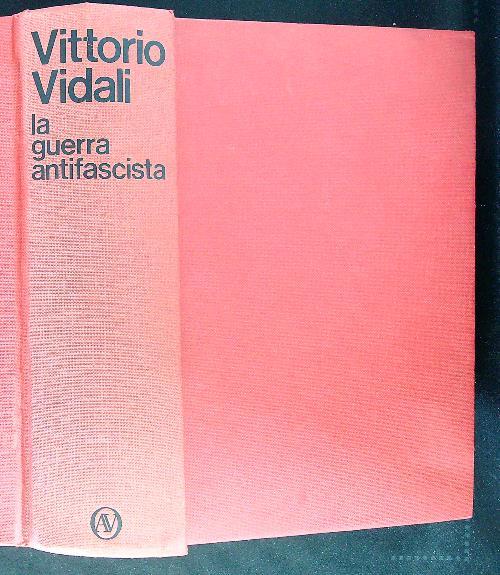 Vittorio
Vidali
la
guerra
antifascista
AV